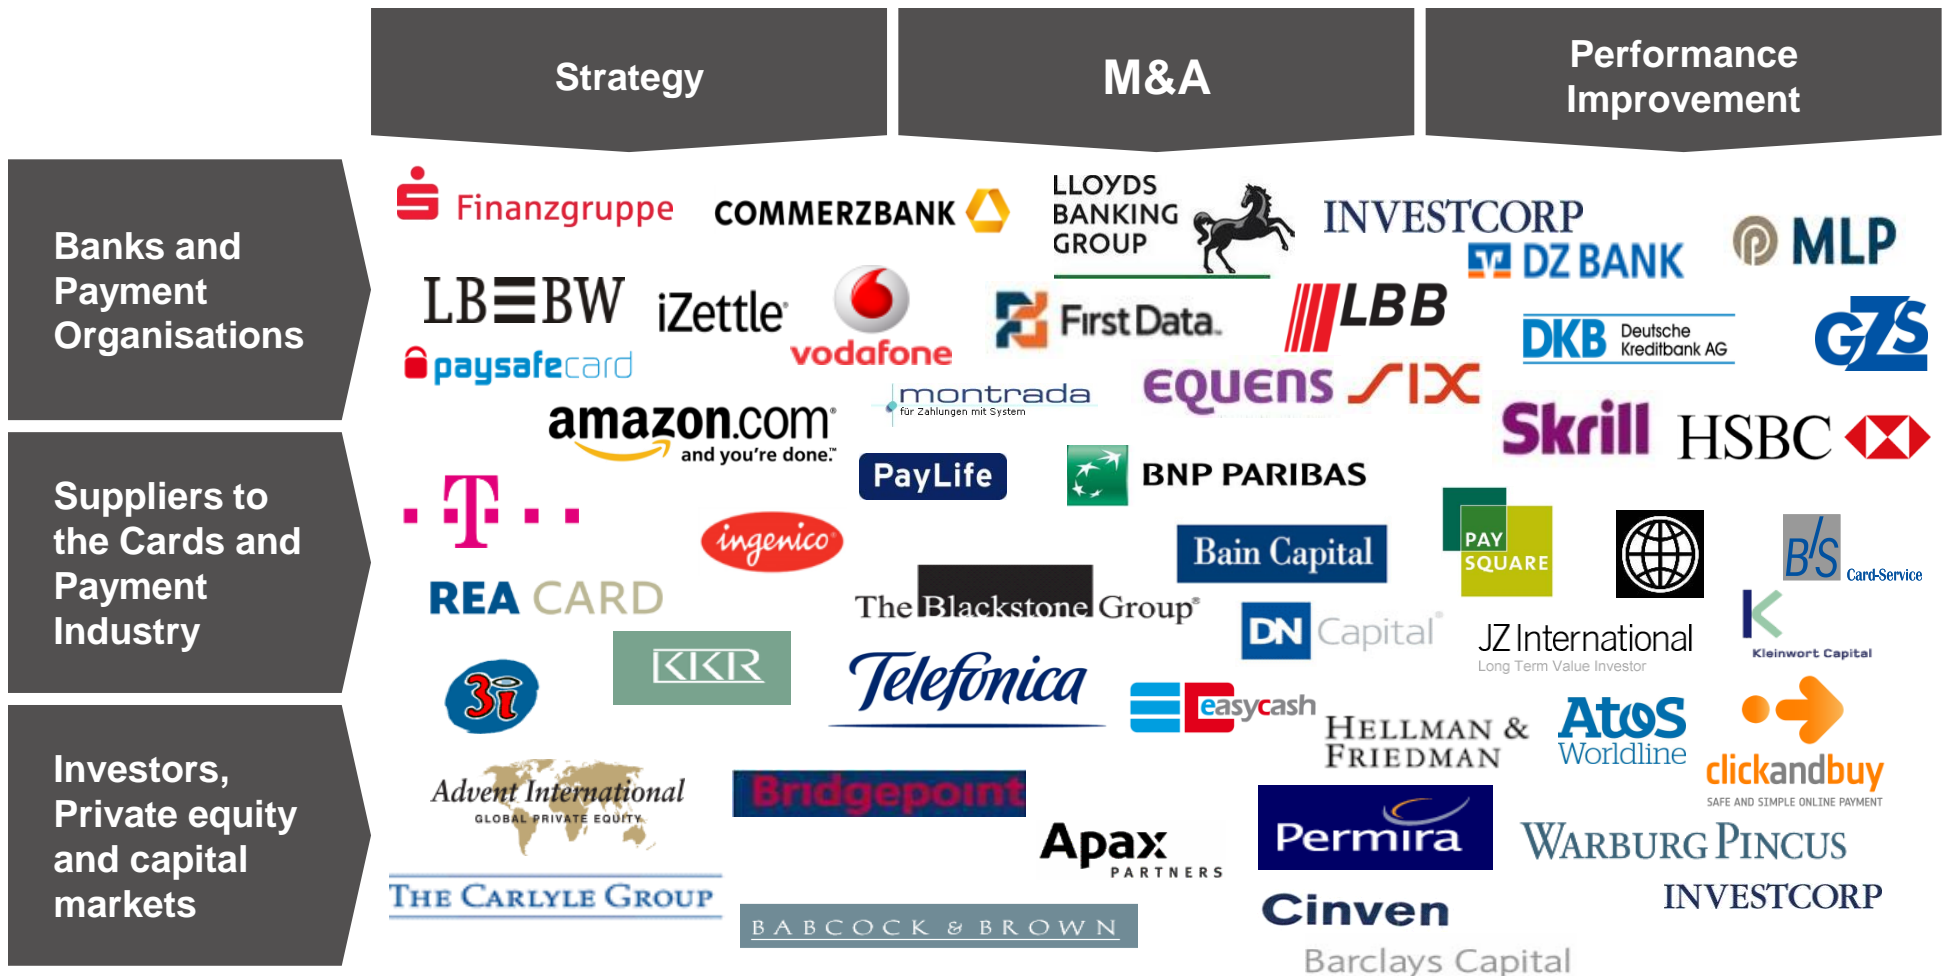 Strategy
M&A
Performance
Improvement
Banks and
Payment
Organisations
Finanzgruppe
COMMERZBANK
LLOYDS
BANKING
GROUP
INVESTCORP
DZ BANK
MLP
LB BW
iZettle
vodafone
First Data
LBB
DKB Deutsche
Kreditbank AG
GZS
paysafecard
montrada
für Zahlungen mit System
EQUENS
SIX
amazon.com®
and you're done.™
PayLife
BNP PARIBAS
Skrill
HSBC
Suppliers to
the Cards and
Payment
Industry
T
ingenico
Bain Capital
PAY
SQUARE
B+S
Card-Service
REA CARD
The Blackstone Group®
DN Capital
JZ International
Long Term Value Investor
K
Kleinwort Capital
KKR
3i
Telefónica
easycash
HELLMAN &
FRIEDMAN
Atos
Worldline
clickandbuy
SAFE AND SIMPLE ONLINE PAYMENT
Investors,
Private equity
and capital
markets
Advent International
GLOBAL PRIVATE EQUITY
Bridgepoint
Apax
PARTNERS
Permira
WARBURG PINCUS
THE CARLYLE GROUP
BABCOCK & BROWN
Cinven
INVESTCORP
Barclays Capital